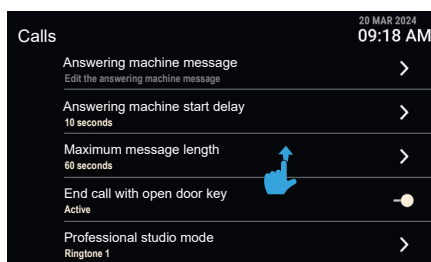 20 MAR 2024
Calls
09:18 AM
Answering machine message
Edit the answering machine message
Answering machine start delay
10 seconds
Maximum message length
60 seconds
End call with open door key
Active
Professional studio mode
Ringtone 1